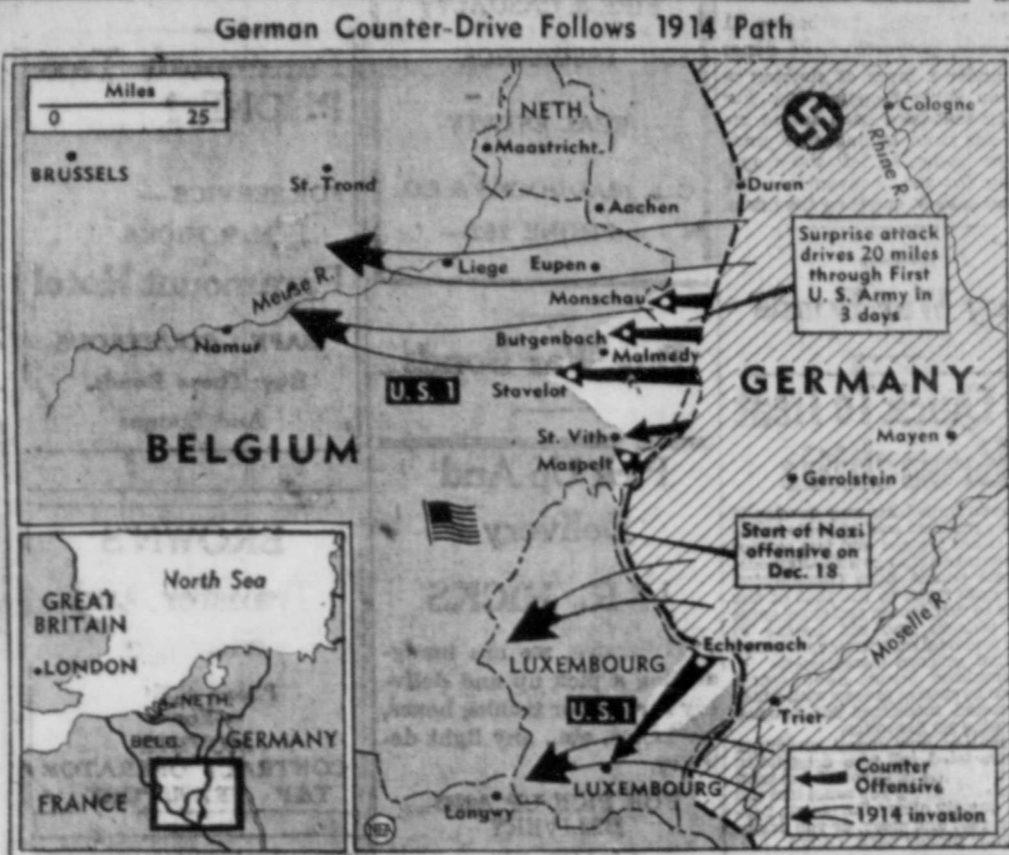 German Counter-Drive Follows 1914 Path
Miles
0 25
BRUSSELS
St. Trond
NETH.
Maastricht.
Aachen
Cologne
Rhine R.
Duren
Surprise attack
drives 20 miles
through First
U. S. Army in
3 days
Liege
Eupen
Meuse R.
Namur
Monschau
Butgenbach
Malmedy
Stavelot
U. S. 1
GERMANY
BELGIUM
St. Vith
Maspelt
Mayen
Gerolstein
Start of Nazi
offensive on
Dec. 18
Moselle R.
Echternach
LUXEMBOURG
U. S. 1
Trier
LUXEMBOURG
Longwy
NEA
North Sea
GREAT
BRITAIN
LONDON
NETH.
BELG.
GERMANY
FRANCE
Counter
Offensive
1914 invasion